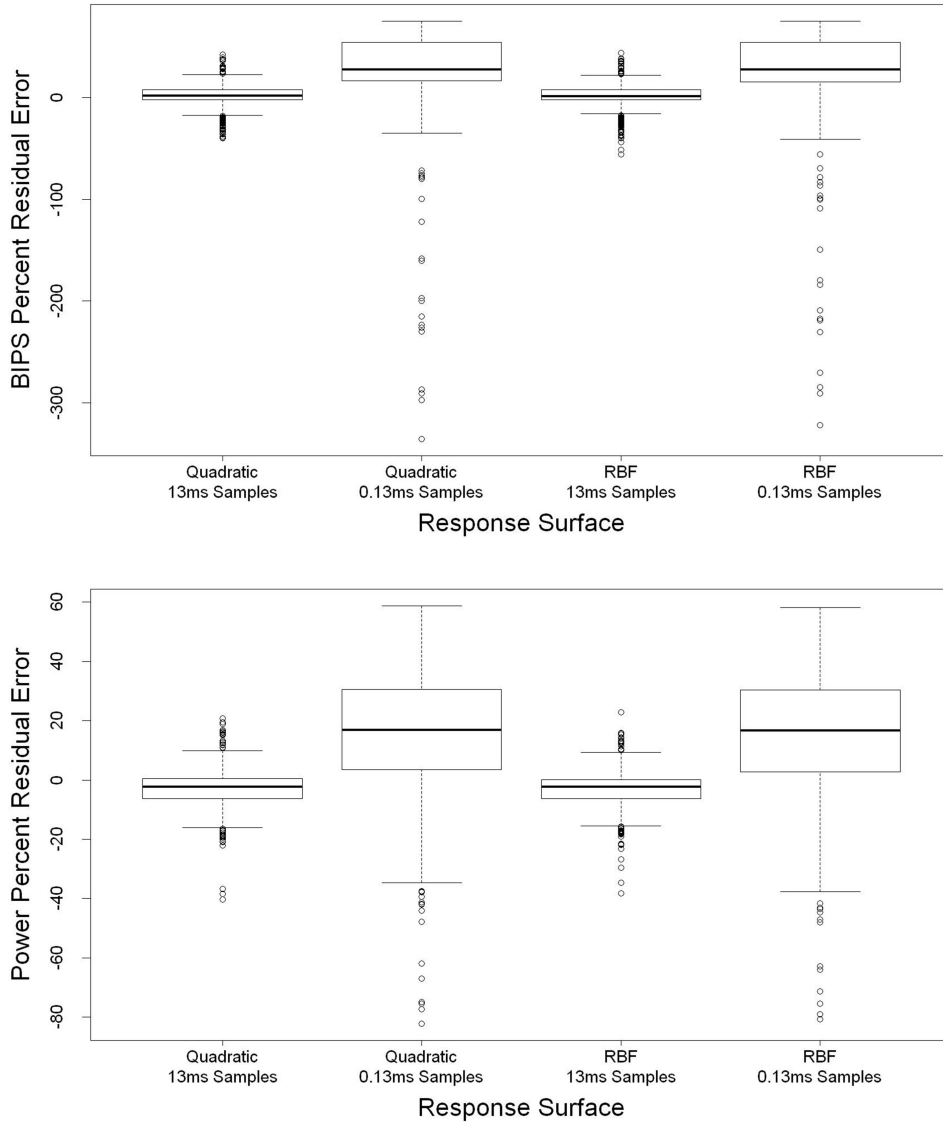 BIPS Percent Residual Error
0
-100
-200
-300
Quadratic
13ms Samples
Quadratic
0.13ms Samples
RBF
13ms Samples
RBF
0.13ms Samples
Response Surface
Power Percent Residual Error
60
40
20
0
-20
-40
-60
-80
Quadratic
13ms Samples
Quadratic
0.13ms Samples
RBF
13ms Samples
RBF
0.13ms Samples
Response Surface